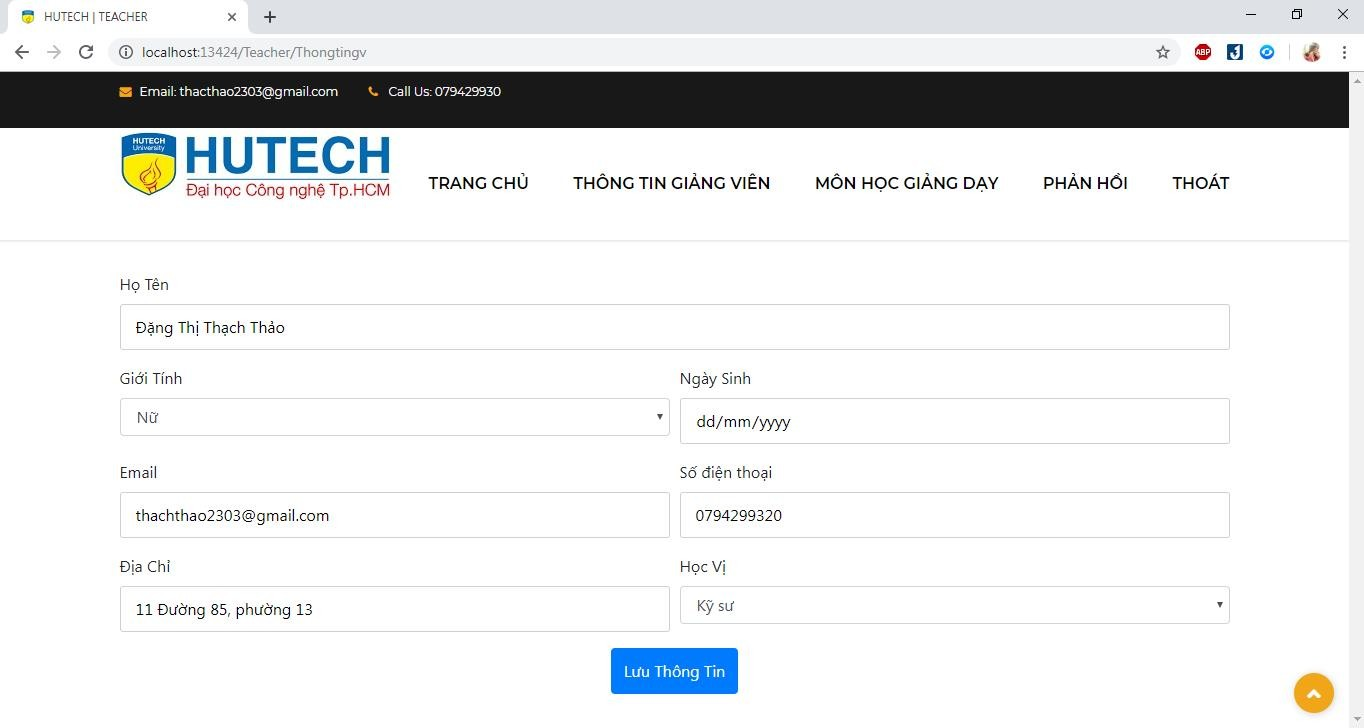 HUTECH | TEACHER
localhost:13424/Teacher/Thongtingv
ABP
Email: thacthao2303@gmail.com Call Us: 079429930
HUTECH
University
HUTECH
Đại học Công nghệ Tp.HCM
TRANG CHỦ THÔNG TIN GIẢNG VIÊN MÔN HỌC GIẢNG DẠY PHẢN HỒI THOÁT
Họ Tên
Đặng Thị Thạch Thảo
Giới Tính Ngày Sinh
Nữ dd/mm/yyyy
Email Số điện thoại
thachthao2303@gmail.com 0794299320
Địa Chỉ Học Vị
11 Đường 85, phường 13 Kỹ sư
Lưu Thông Tin